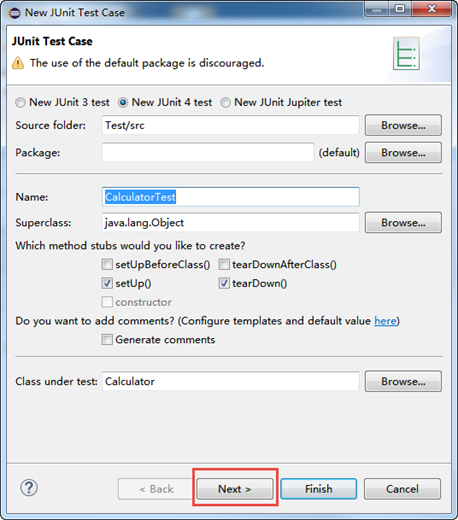 New JUnit Test Case
JUnit Test Case
The use of the default package is discouraged.
New JUnit 3 test New JUnit 4 test New JUnit Jupiter test
Source folder: Test/src Browse...
Package: (default) Browse...
Name: CalculatorTest
Superclass: java.lang.Object Browse...
Which method stubs would you like to create?
setUpBeforeClass() tearDownAfterClass()
setUp() tearDown()
constructor
Do you want to add comments? (Configure templates and default value here)
Generate comments
Class under test: Calculator Browse...
? < Back Next > Finish Cancel